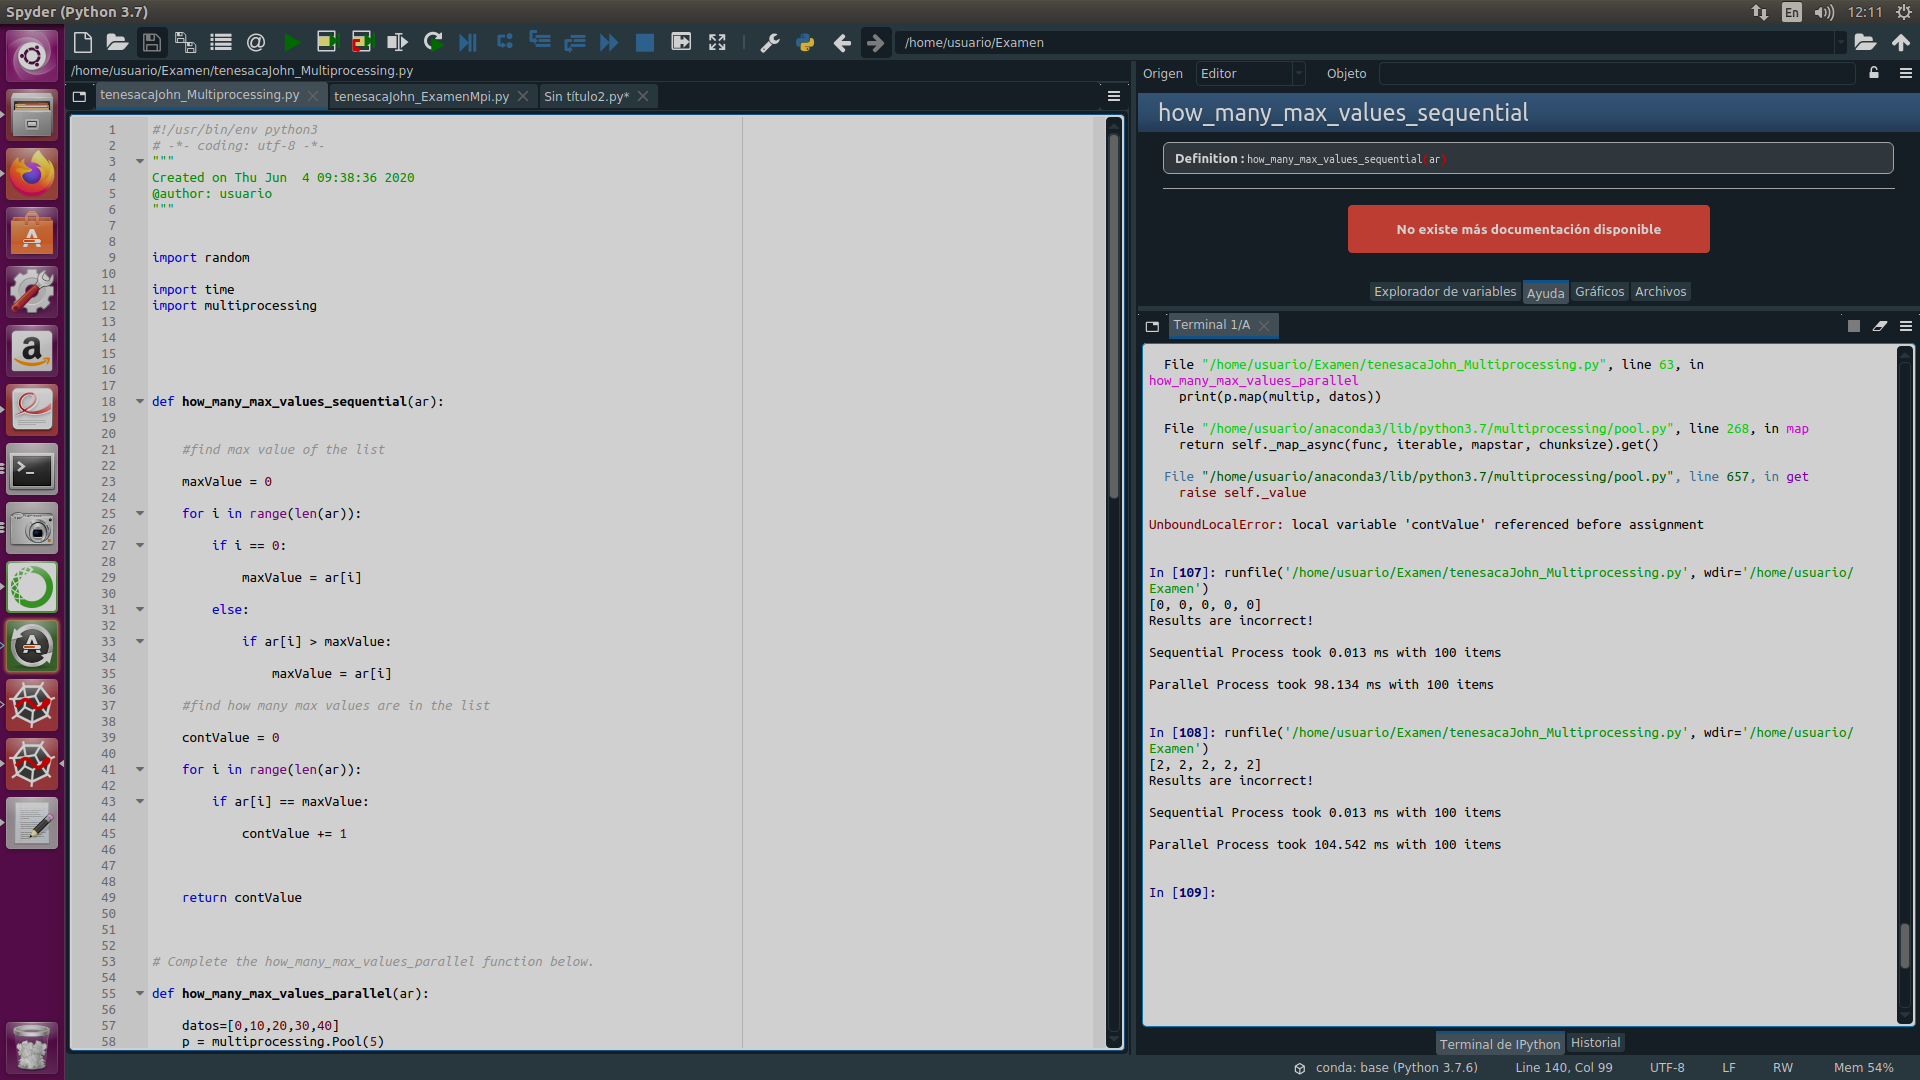 Spyder (Python 3.7)
En
12:11
/home/usuario/Examen
/home/usuario/Examen/tenesacaJohn_Multiprocessing.py
tenesacaJohn_Multiprocessing.py
tenesacaJohn_ExamenMpi.py
Sin título2.py*
1 #!/usr/bin/env python3
2 # -*- coding: utf-8 -*-
3 """
4 Created on Thu Jun  4 09:38:36 2020
5 @author: usuario
6 """
7
8
9 import random
10
11 import time
12 import multiprocessing
13
14
15
16
17
18 def how_many_max_values_sequential(ar):
19
20
21     #find max value of the list
22
23     maxValue = 0
24
25     for i in range(len(ar)):
26
27         if i == 0:
28
29             maxValue = ar[i]
30
31         else:
32
33             if ar[i] > maxValue:
34
35                 maxValue = ar[i]
36
37     #find how many max values are in the list
38
39     contValue = 0
40
41     for i in range(len(ar)):
42
43         if ar[i] == maxValue:
44
45             contValue += 1
46
47
48
49     return contValue
50
51
52
53 # Complete the how_many_max_values_parallel function below.
54
55 def how_many_max_values_parallel(ar):
56
57     datos=[0,10,20,30,40]
58     p = multiprocessing.Pool(5)
Origen
Editor
Objeto
how_many_max_values_sequential
Definition : how_many_max_values_sequential(ar)
No existe más documentación disponible
Explorador de variables
Ayuda
Gráficos
Archivos
Terminal 1/A
File "/home/usuario/Examen/tenesacaJohn_Multiprocessing.py", line 63, in
how_many_max_values_parallel
print(p.map(multip, datos))
File "/home/usuario/anaconda3/lib/python3.7/multiprocessing/pool.py", line 268, in map
return self._map_async(func, iterable, mapstar, chunksize).get()
File "/home/usuario/anaconda3/lib/python3.7/multiprocessing/pool.py", line 657, in get
raise self._value
UnboundLocalError: local variable 'contValue' referenced before assignment
In [107]: runfile('/home/usuario/Examen/tenesacaJohn_Multiprocessing.py', wdir='/home/usuario/
Examen')
[0, 0, 0, 0, 0]
Results are incorrect!
Sequential Process took 0.013 ms with 100 items
Parallel Process took 98.134 ms with 100 items
In [108]: runfile('/home/usuario/Examen/tenesacaJohn_Multiprocessing.py', wdir='/home/usuario/
Examen')
[2, 2, 2, 2, 2]
Results are incorrect!
Sequential Process took 0.013 ms with 100 items
Parallel Process took 104.542 ms with 100 items
In [109]:
Terminal de IPython
Historial
conda: base (Python 3.7.6)
Line 140, Col 99
UTF-8
LF
RW
Mem 54%